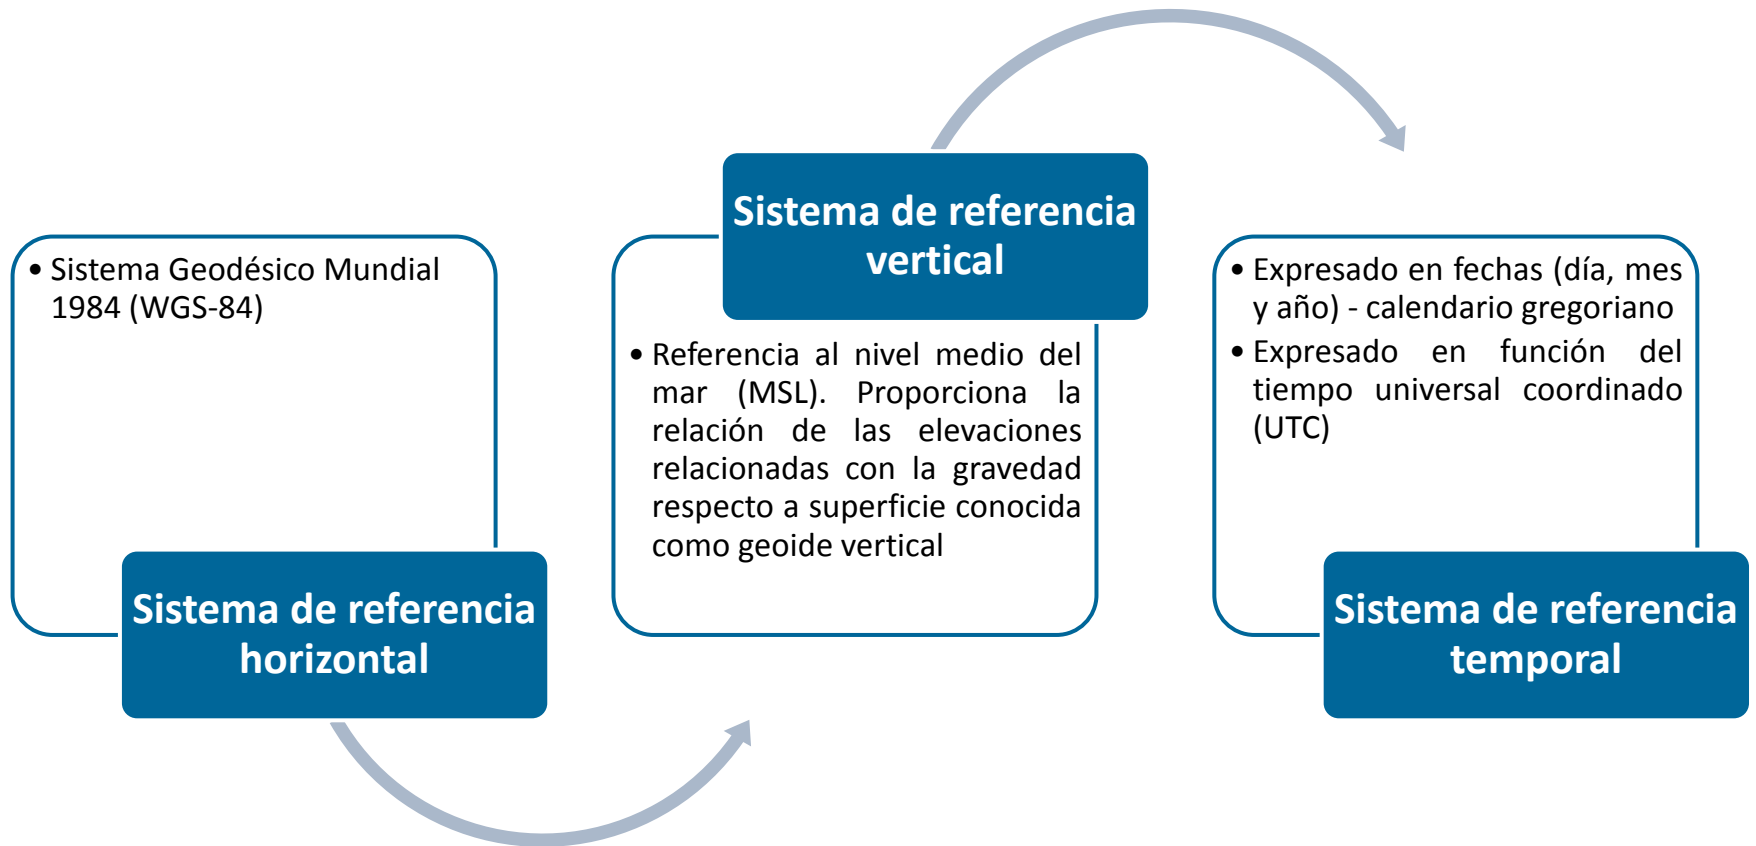 • Sistema Geodésico Mundial
1984 (WGS-84)
Sistema de referencia
horizontal
Sistema de referencia
vertical
• Referencia al nivel medio del
mar (MSL). Proporciona la
relación de las elevaciones
relacionadas con la gravedad
respecto a superficie conocida
como geoide vertical
• Expresado en fechas (día, mes
y año) - calendario gregoriano
• Expresado en función del
tiempo universal coordinado
(UTC)
Sistema de referencia
temporal